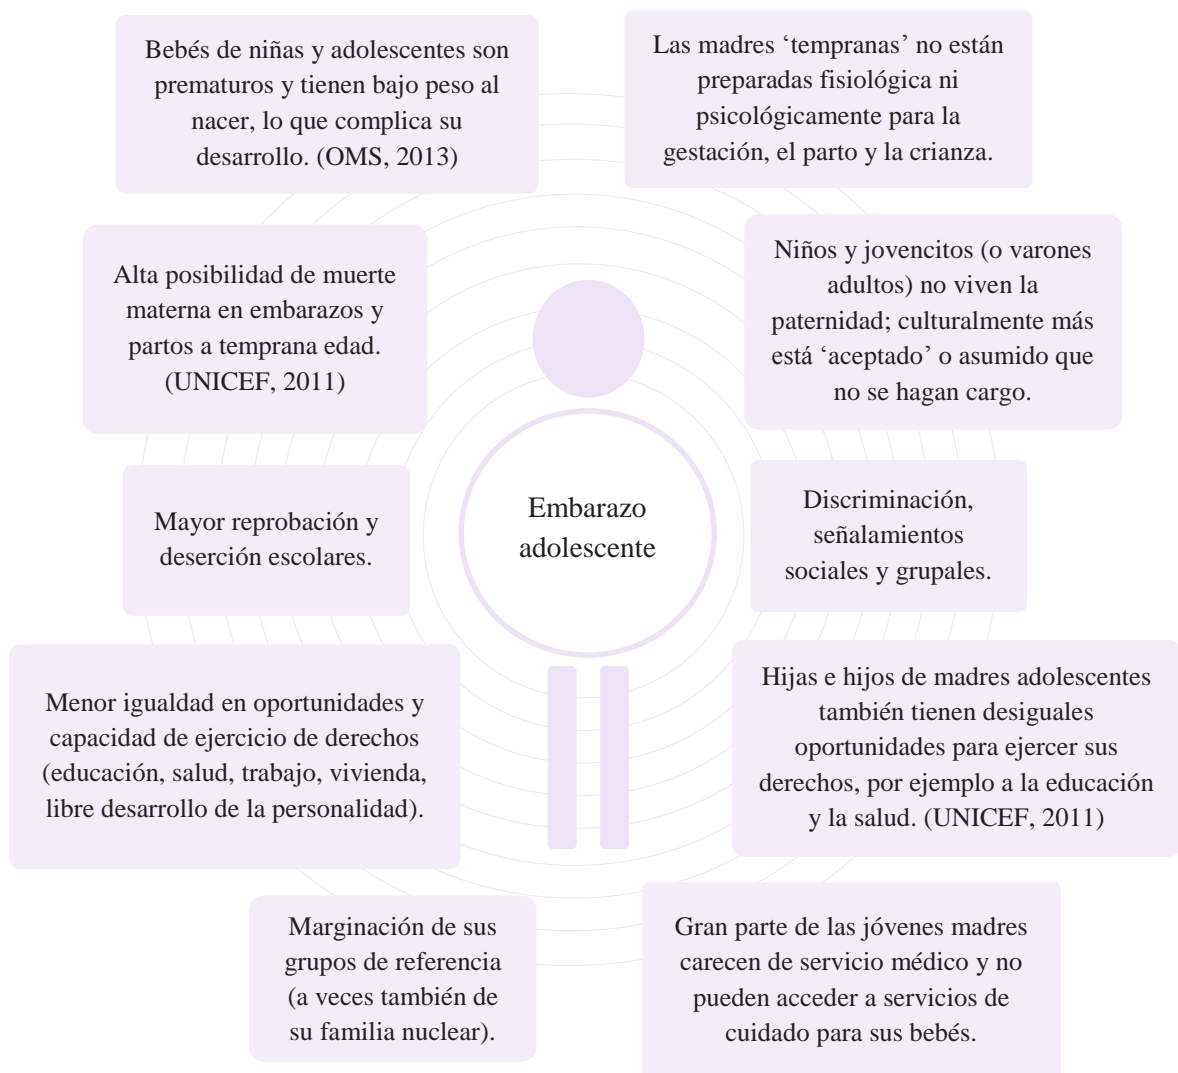 Bebés de niñas y adolescentes son
prematuros y tienen bajo peso al
nacer, lo que complica su
desarrollo. (OMS, 2013)
Las madres ‘tempranas’ no están
preparadas fisiológica ni
psicológicamente para la
gestación, el parto y la crianza.
Alta posibilidad de muerte
materna en embarazos y
partos a temprana edad.
(UNICEF, 2011)
Niños y jovencitos (o varones
adultos) no viven la
paternidad; culturalmente más
está ‘aceptado’ o asumido que
no se hagan cargo.
Mayor reprobación y
deserción escolares.
Embarazo
adolescente
Discriminación,
señalamientos
sociales y grupales.
Menor igualdad en oportunidades y
capacidad de ejercicio de derechos
(educación, salud, trabajo, vivienda,
libre desarrollo de la personalidad).
Hijas e hijos de madres adolescentes
también tienen desiguales
oportunidades para ejercer sus
derechos, por ejemplo a la educación
y la salud. (UNICEF, 2011)
Marginación de sus
grupos de referencia
(a veces también de
su familia nuclear).
Gran parte de las jóvenes madres
carecen de servicio médico y no
pueden acceder a servicios de
cuidado para sus bebés.